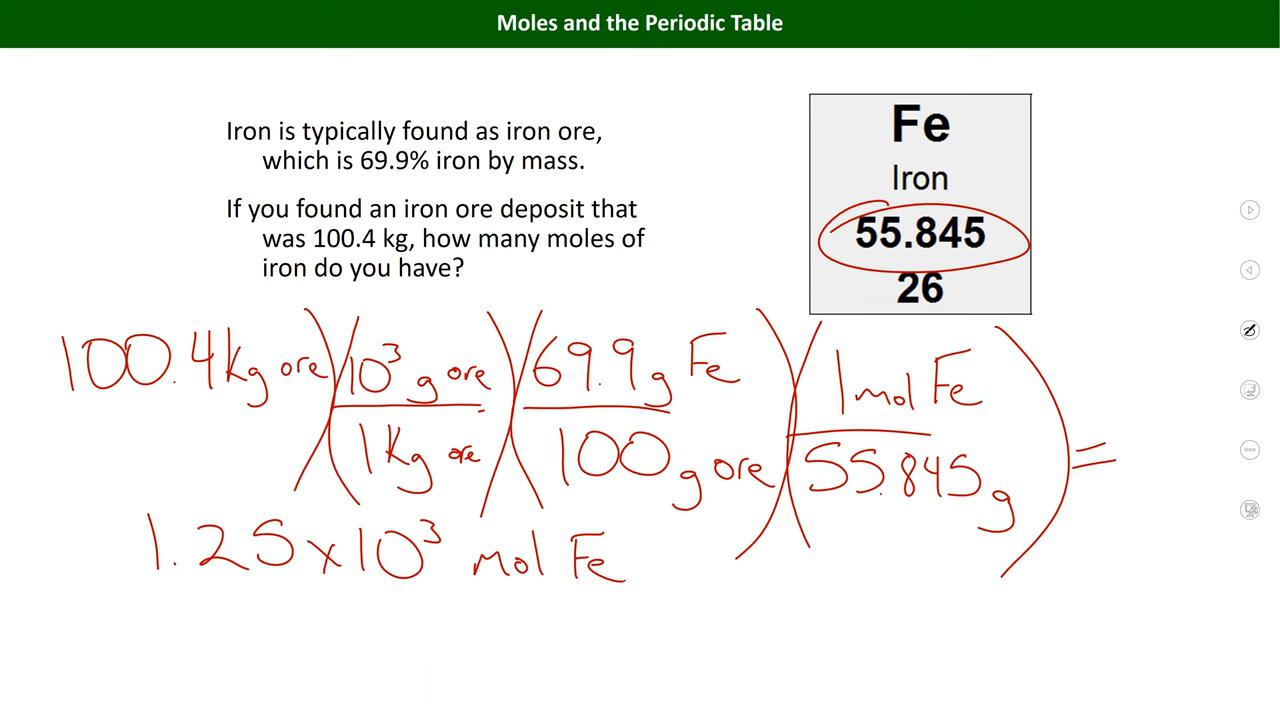 Moles and the Periodic Table
Iron is typically found as iron ore,
which is 69.9% iron by mass.
If you found an iron ore deposit that
was 100.4 kg, how many moles of
iron do you have?
Fe
Iron
55.845
26
100.4 kg ore (10³ g ore / 1 kg ore) (69.9 g Fe / 100 g ore) (1 mol Fe / 55.845 g) =
1.25 x 10³ mol Fe